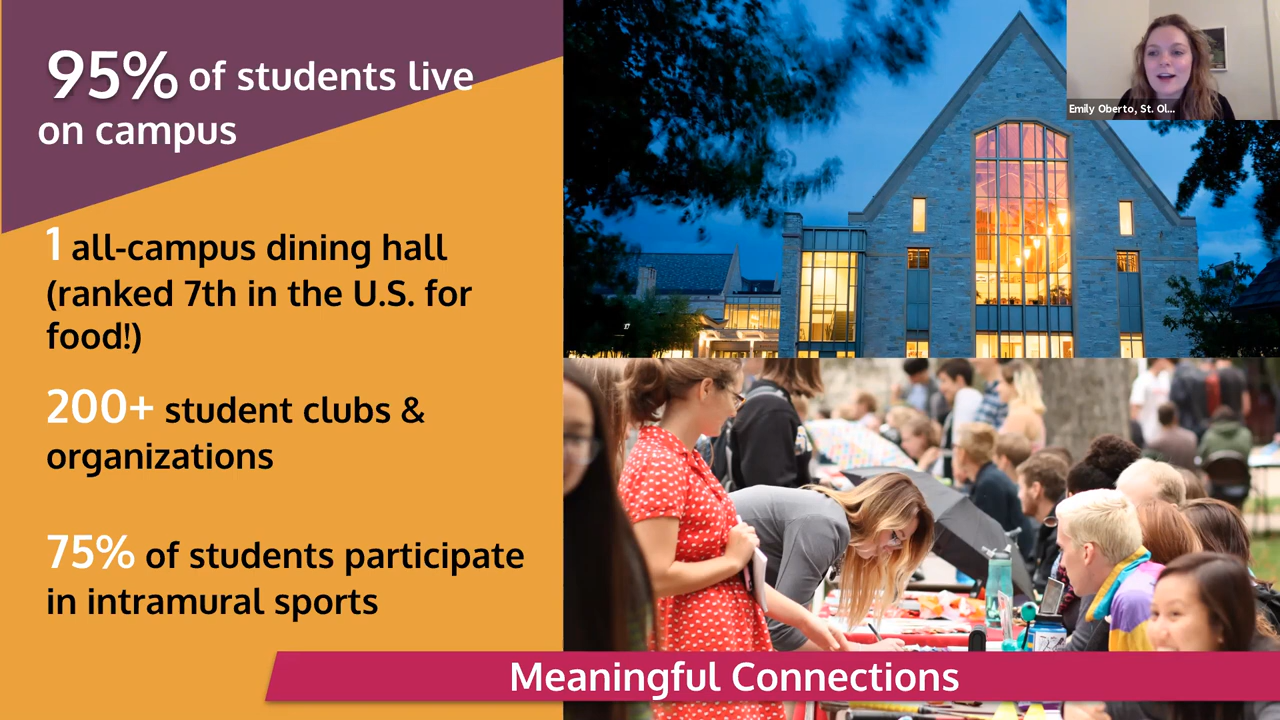 95% of students live
on campus
1 all-campus dining hall
(ranked 7th in the U.S. for
food!)
200+ student clubs &
organizations
75% of students participate
in intramural sports
Meaningful Connections
Emily Oberto, St. Ol...